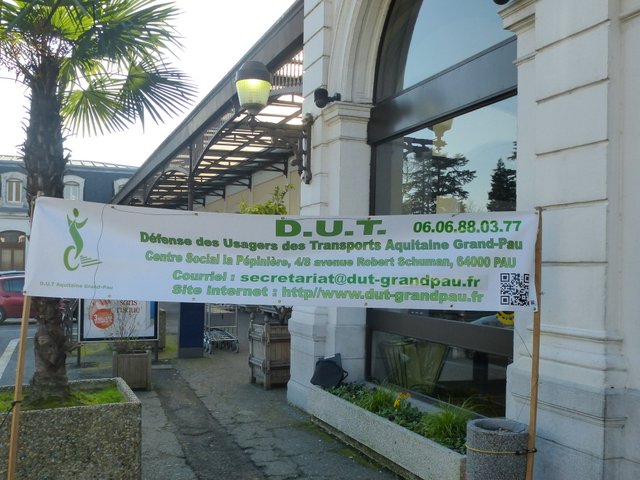 D.U.T. 06.06.88.03.77
Défense des Usagers des Transports Aquitaine Grand-Pau
Centre Social la Pépinière, 4/8 avenue Robert Schuman, 64000 PAU
Courriel : secretariat@dut-grandpau.fr
Site Internet : http//www.dut-grandpau.fr
D.U.T Aquitaine Grand-Pau
sans
risque